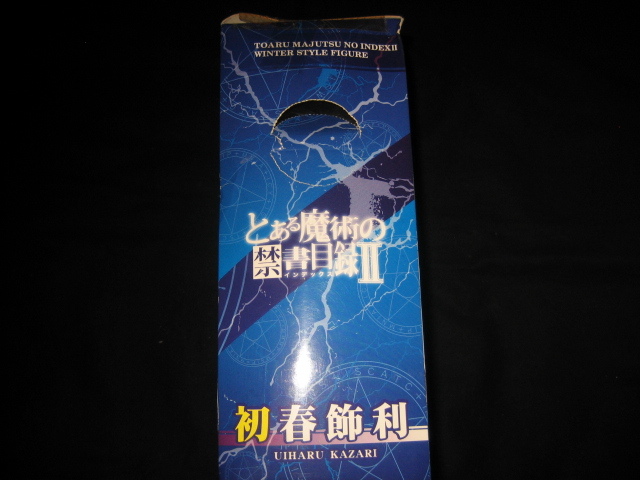 TOARU MAJUTSU NO INDEXII
WINTER STYLE FIGURE
とある魔術の
禁書目録II
インデックス
初春飾利
UIHARU KAZARI